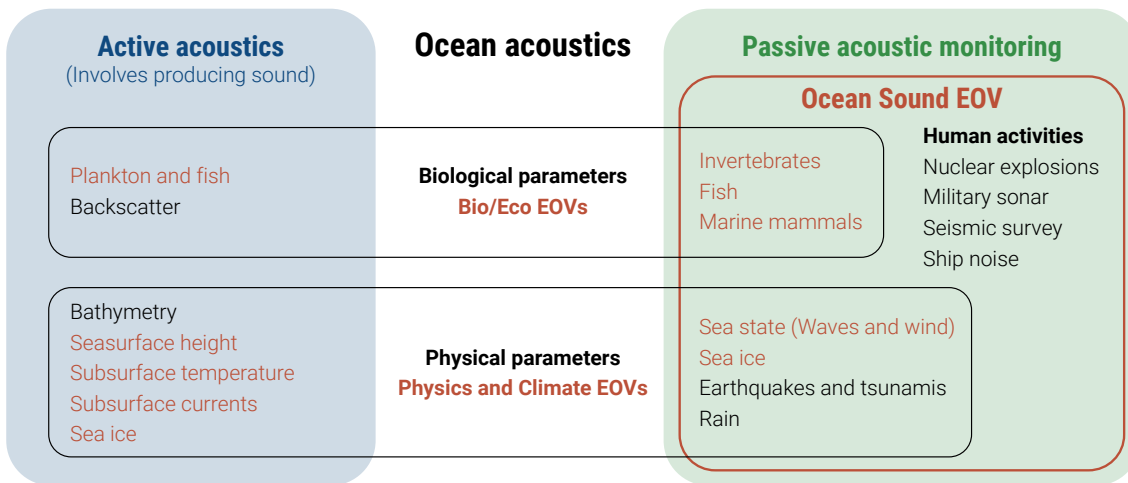 Active acoustics
(Involves producing sound)
Ocean acoustics
Passive acoustic monitoring
Ocean Sound EOV
Plankton and fish
Backscatter
Biological parameters
Bio/Eco EOVs
Invertebrates
Fish
Marine mammals
Human activities
Nuclear explosions
Military sonar
Seismic survey
Ship noise
Bathymetry
Seasurface height
Subsurface temperature
Subsurface currents
Sea ice
Physical parameters
Physics and Climate EOVs
Sea state (Waves and wind)
Sea ice
Earthquakes and tsunamis
Rain